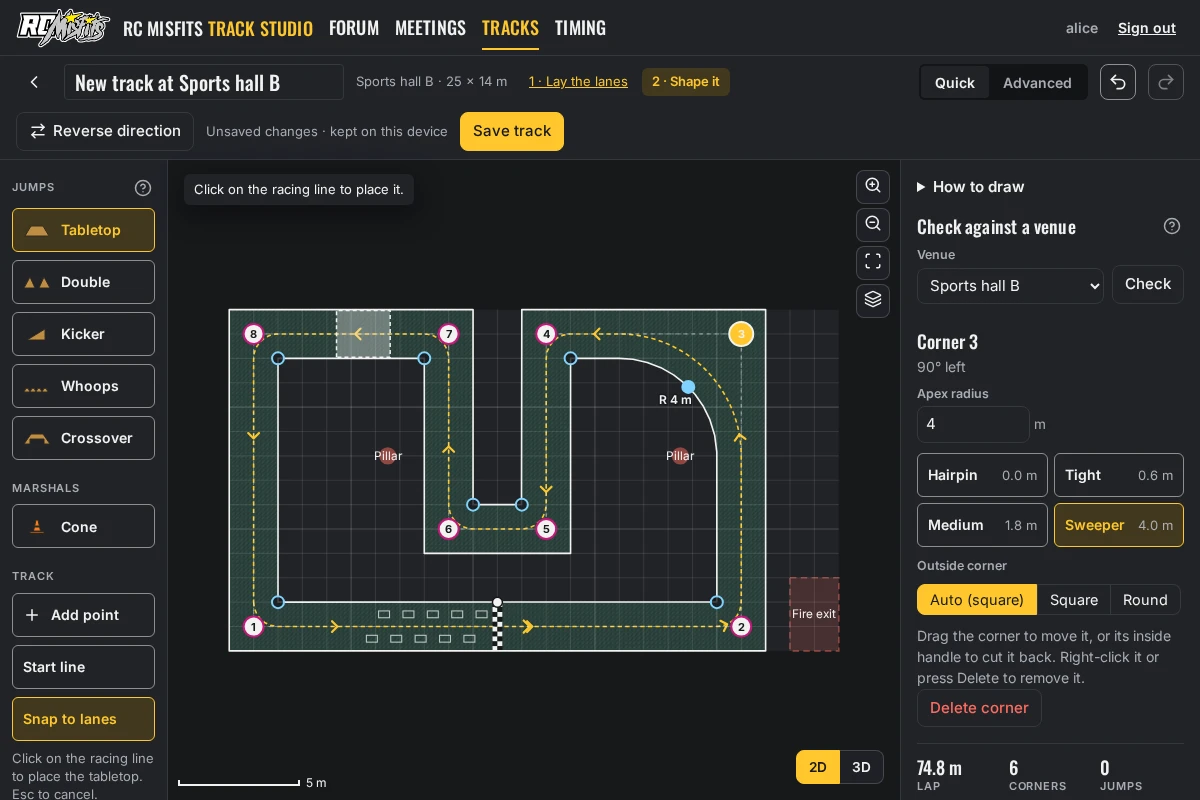 RC Misfits
RC MISFITS TRACK STUDIO FORUM MEETINGS TRACKS TIMING
alice Sign out
New track at Sports hall B
Sports hall B · 25 × 14 m
1 · Lay the lanes
2 · Shape it
Quick Advanced
Reverse direction
Unsaved changes · kept on this device
Save track
JUMPS
Tabletop
Double
Kicker
Whoops
Crossover
MARSHALS
Cone
TRACK
Add point
Start line
Snap to lanes
Click on the racing line
to place the tabletop.
Esc to cancel.
Click on the racing line to place it.
8 7 4 3
R 4 m
Pillar Pillar
6 5
Fire exit
1 2
5 m
2D 3D
How to draw
Check against a venue
Venue
Sports hall B
Check
Corner 3
90° left
Apex radius
4 m
Hairpin 0.0 m
Tight 0.6 m
Medium 1.8 m
Sweeper 4.0 m
Outside corner
Auto (square) Square Round
Drag the corner to move it, or its inside
handle to cut it back. Right-click it or
press Delete to remove it.
Delete corner
74.8 m 6 0
LAP CORNERS JUMPS